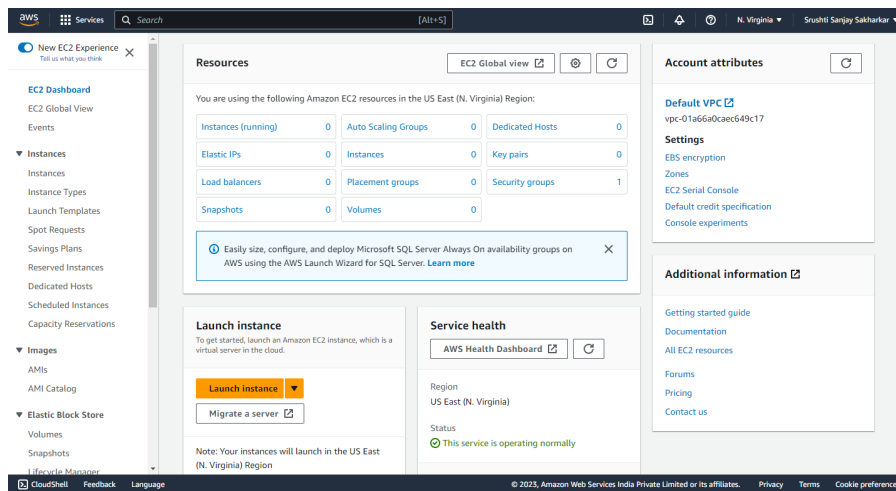 aws
Services
Search
[Alt+S]
N. Virginia
Srushti Sanjay Sakharkar
New EC2 Experience
Tell us what you think
EC2 Dashboard
EC2 Global View
Events
Instances
Instances
Instance Types
Launch Templates
Spot Requests
Savings Plans
Reserved Instances
Dedicated Hosts
Scheduled Instances
Capacity Reservations
Images
AMIs
AMI Catalog
Elastic Block Store
Volumes
Snapshots
Lifecycle Manager
Resources
EC2 Global view
You are using the following Amazon EC2 resources in the US East (N. Virginia) Region:
Instances (running) 0 Auto Scaling Groups 0 Dedicated Hosts 0
Elastic IPs 0 Instances 0 Key pairs 0
Load balancers 0 Placement groups 0 Security groups 1
Snapshots 0 Volumes 0
Easily size, configure, and deploy Microsoft SQL Server Always On availability groups on
AWS using the AWS Launch Wizard for SQL Server. Learn more
Launch instance
To get started, launch an Amazon EC2 instance, which is a
virtual server in the cloud.
Launch instance
Migrate a server
Note: Your instances will launch in the US East
(N. Virginia) Region
Service health
AWS Health Dashboard
Region
US East (N. Virginia)
Status
This service is operating normally
Account attributes
Default VPC
vpc-01a66a0caec649c17
Settings
EBS encryption
Zones
EC2 Serial Console
Default credit specification
Console experiments
Additional information
Getting started guide
Documentation
All EC2 resources
Forums
Pricing
Contact us
CloudShell Feedback Language
© 2023, Amazon Web Services India Private Limited or its affiliates. Privacy Terms Cookie preference